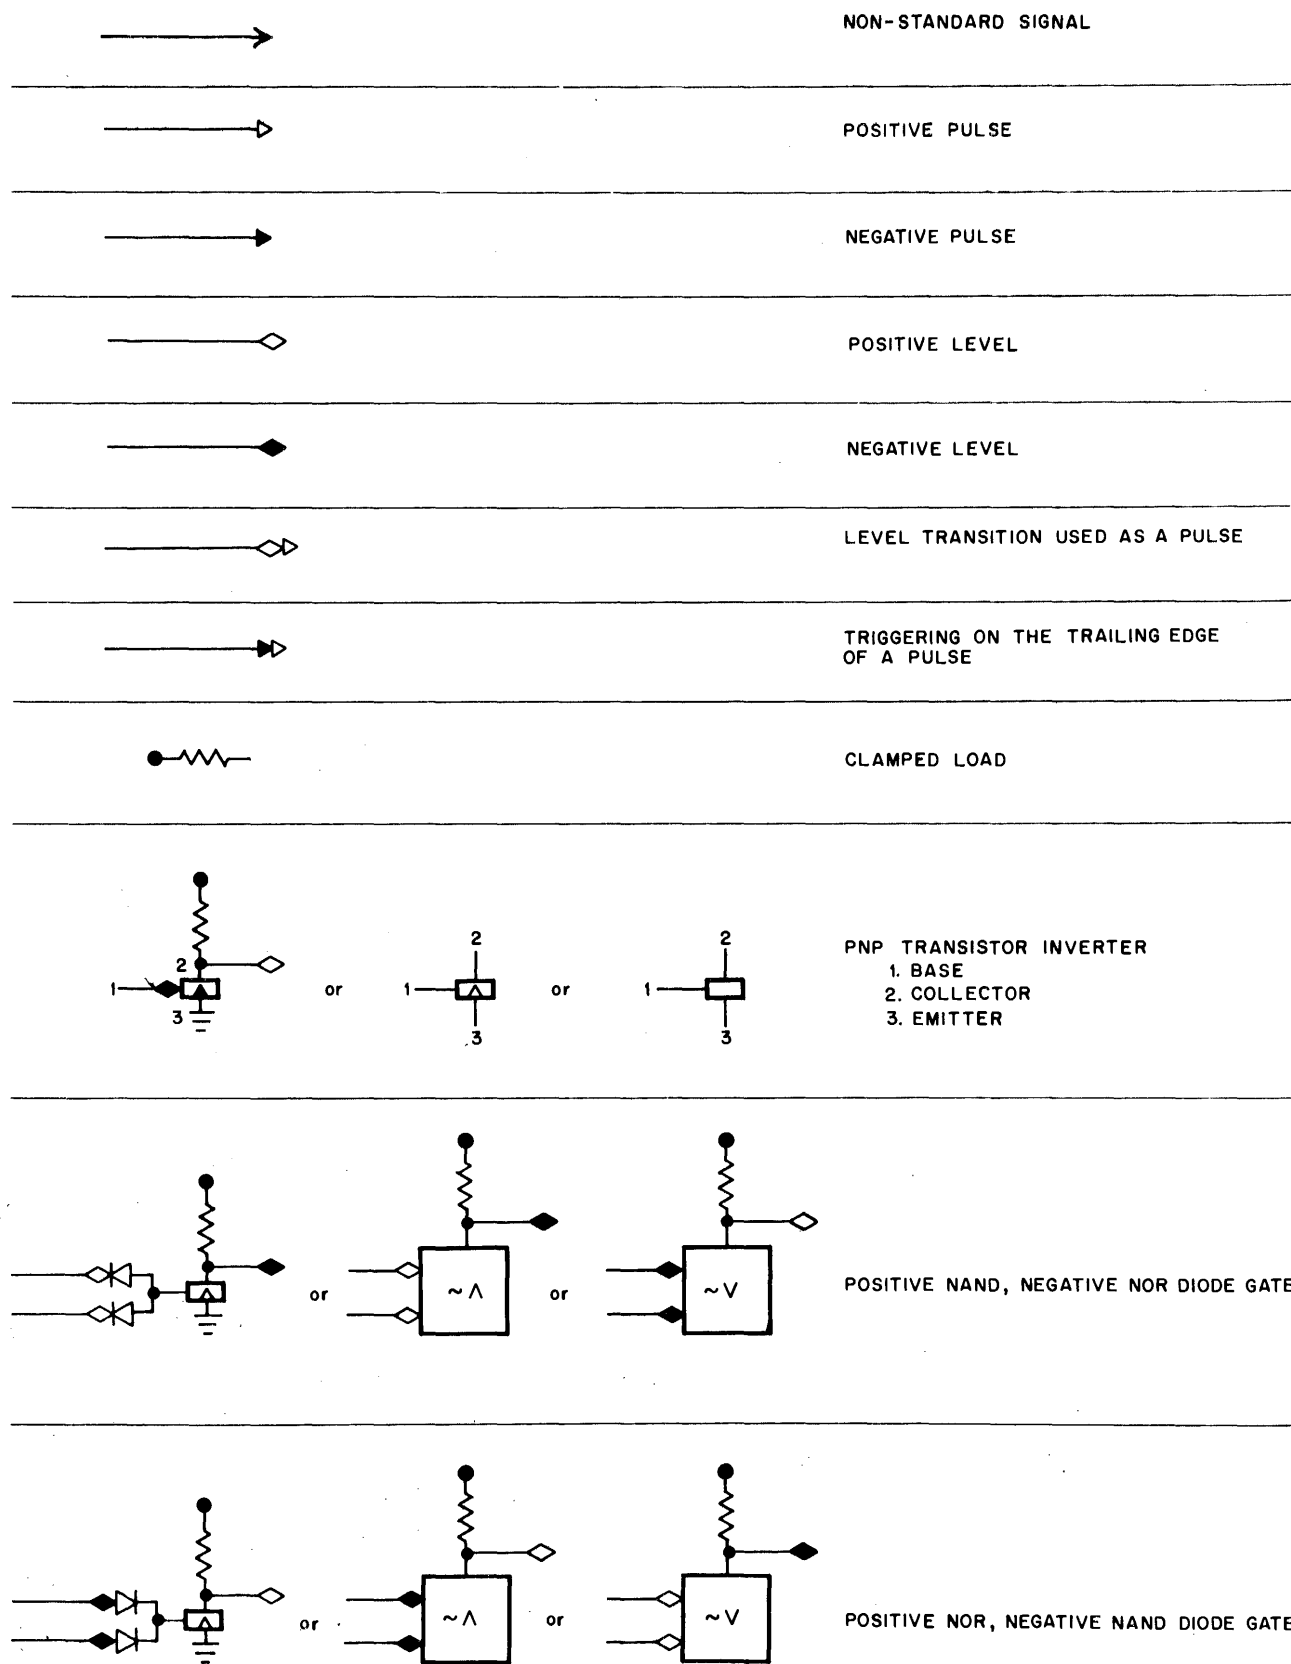 NON-STANDARD SIGNAL
POSITIVE PULSE
NEGATIVE PULSE
POSITIVE LEVEL
NEGATIVE LEVEL
LEVEL TRANSITION USED AS A PULSE
TRIGGERING ON THE TRAILING EDGE
OF A PULSE
CLAMPED LOAD
2
1
3
or
2
1
3
or
2
1
3
PNP TRANSISTOR INVERTER
1. BASE
2. COLLECTOR
3. EMITTER
or
~ Λ
or
~ V
POSITIVE NAND, NEGATIVE NOR DIODE GATE
or
~ Λ
or
~ V
POSITIVE NOR, NEGATIVE NAND DIODE GATE